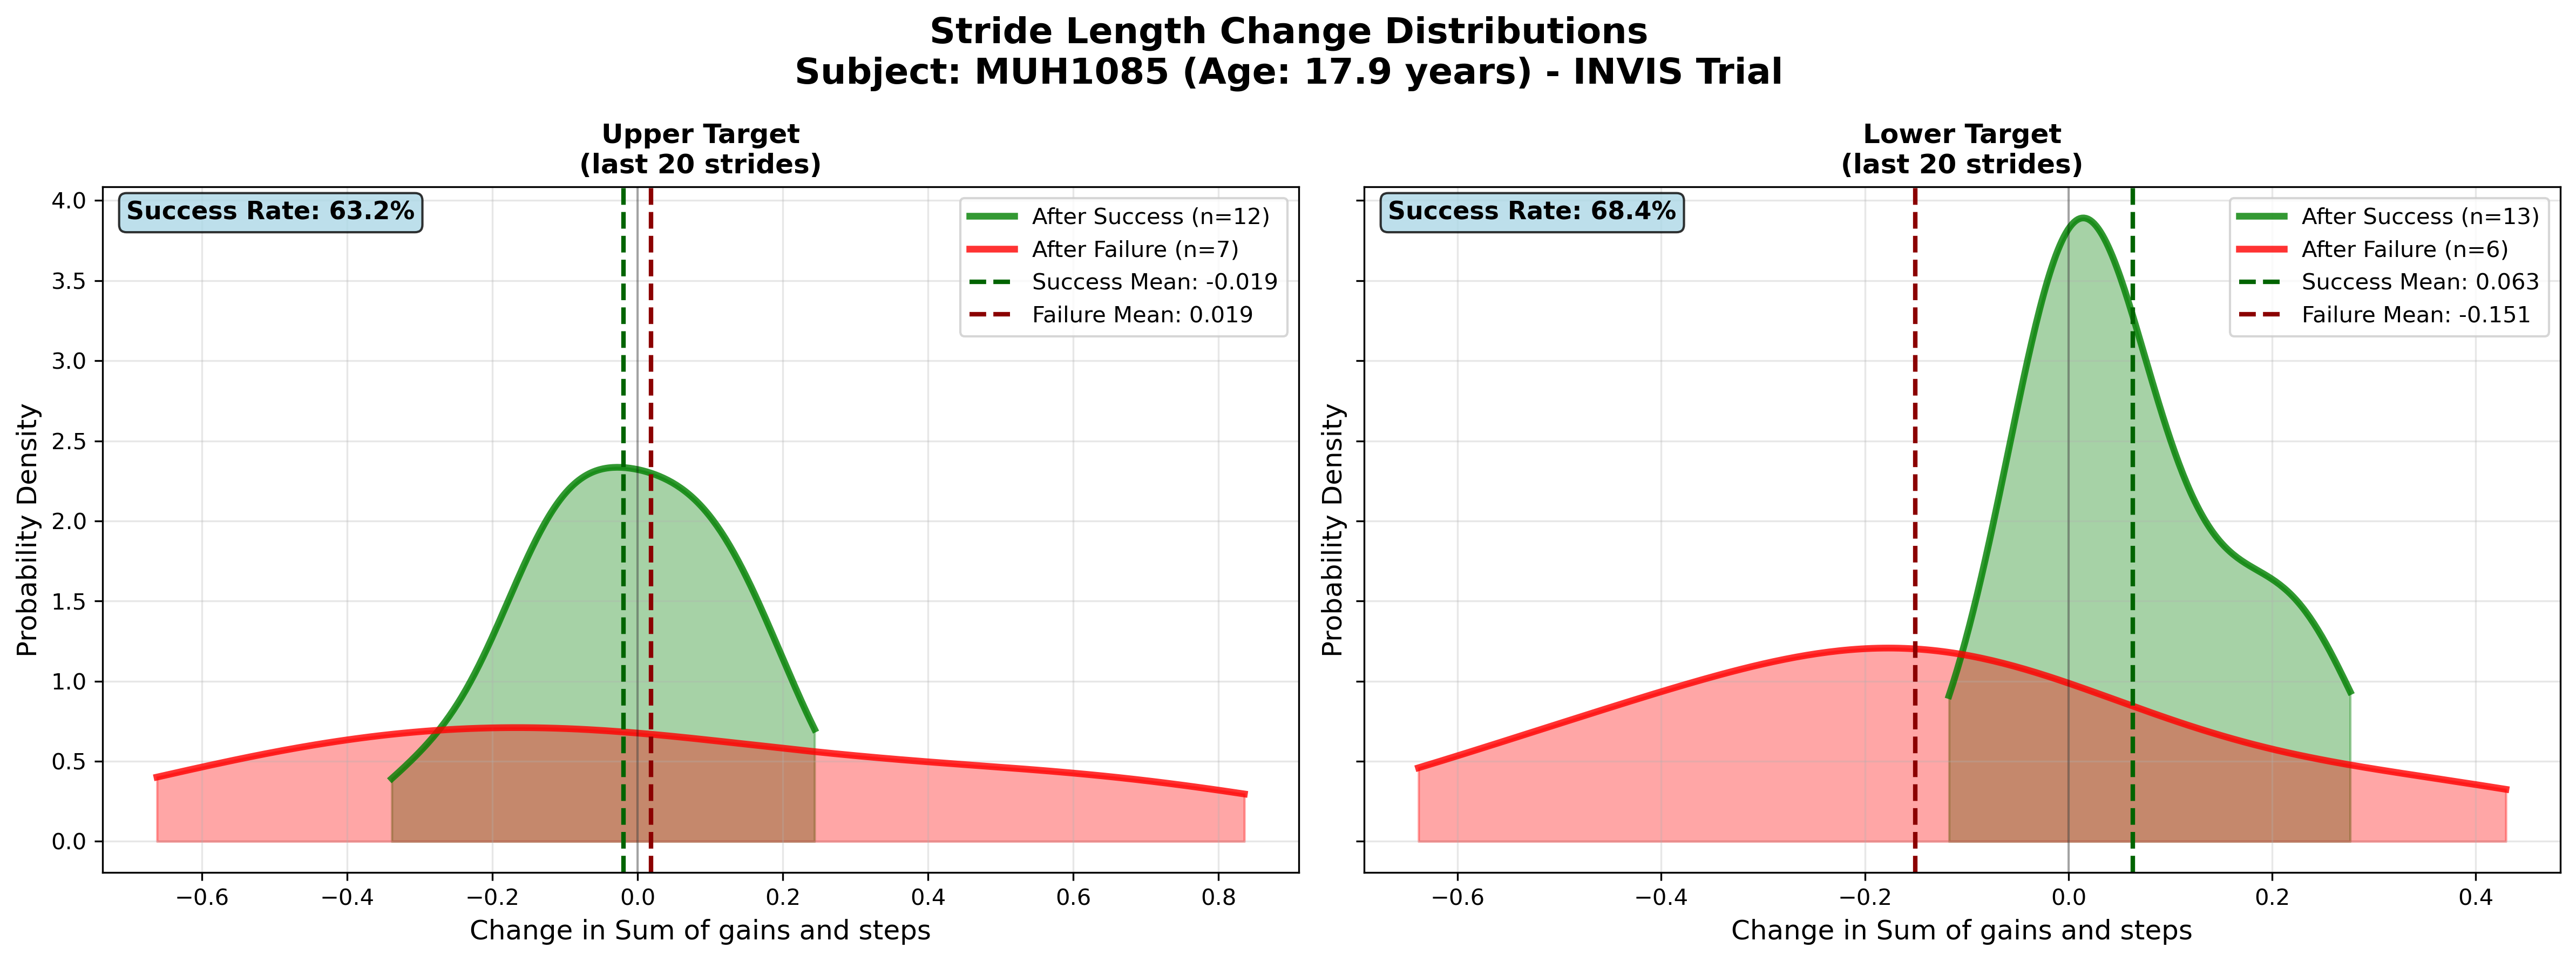 Stride Length Change Distributions
Subject: MUH1085 (Age: 17.9 years) - INVIS Trial
Upper Target
(last 20 strides)
Success Rate: 63.2%
After Success (n=12)
After Failure (n=7)
Success Mean: -0.019
Failure Mean: 0.019
Probability Density
4.0
3.5
3.0
2.5
2.0
1.5
1.0
0.5
0.0
−0.6 −0.4 −0.2 0.0 0.2 0.4 0.6 0.8
Change in Sum of gains and steps
Lower Target
(last 20 strides)
Success Rate: 68.4%
After Success (n=13)
After Failure (n=6)
Success Mean: 0.063
Failure Mean: -0.151
Probability Density
−0.6 −0.4 −0.2 0.0 0.2 0.4
Change in Sum of gains and steps